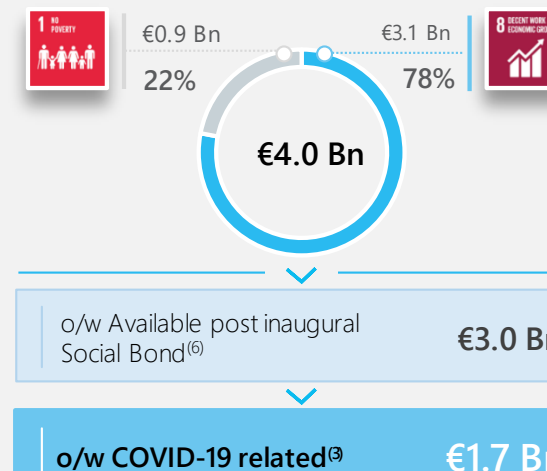 1 NO
POVERTY
€0.9 Bn
22%
€3.1 Bn
78%
8 DECENT WORK
ECONOMIC
€4.0 Bn
o/w Available post inaugural
Social Bond(6)
€3.0
o/w COVID-19 related(3)
€1.7